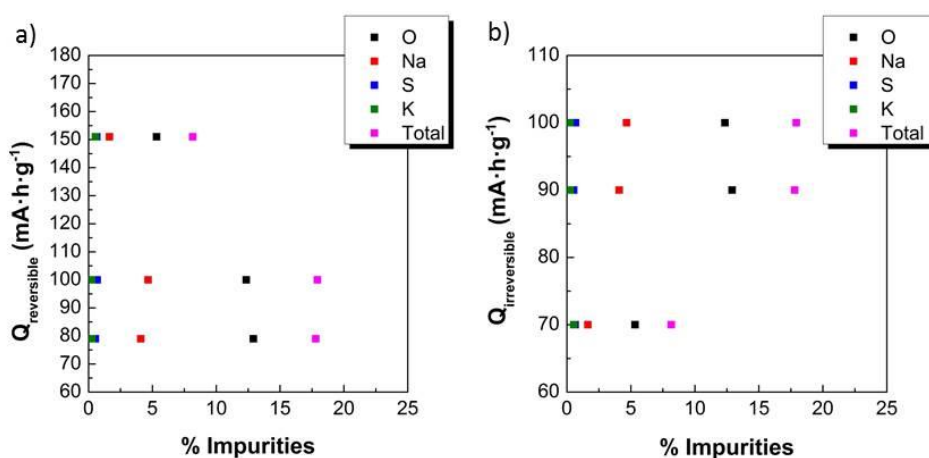 a)
O
Na
S
K
Total
180
170
160
150
140
130
120
110
100
90
80
70
60
Q reversible (mA·h·g-1)
0 5 10 15 20 25
% Impurities
b)
O
Na
S
K
Total
110
100
90
80
70
60
Q irreversible (mA·h·g-1)
0 5 10 15 20 25
% Impurities